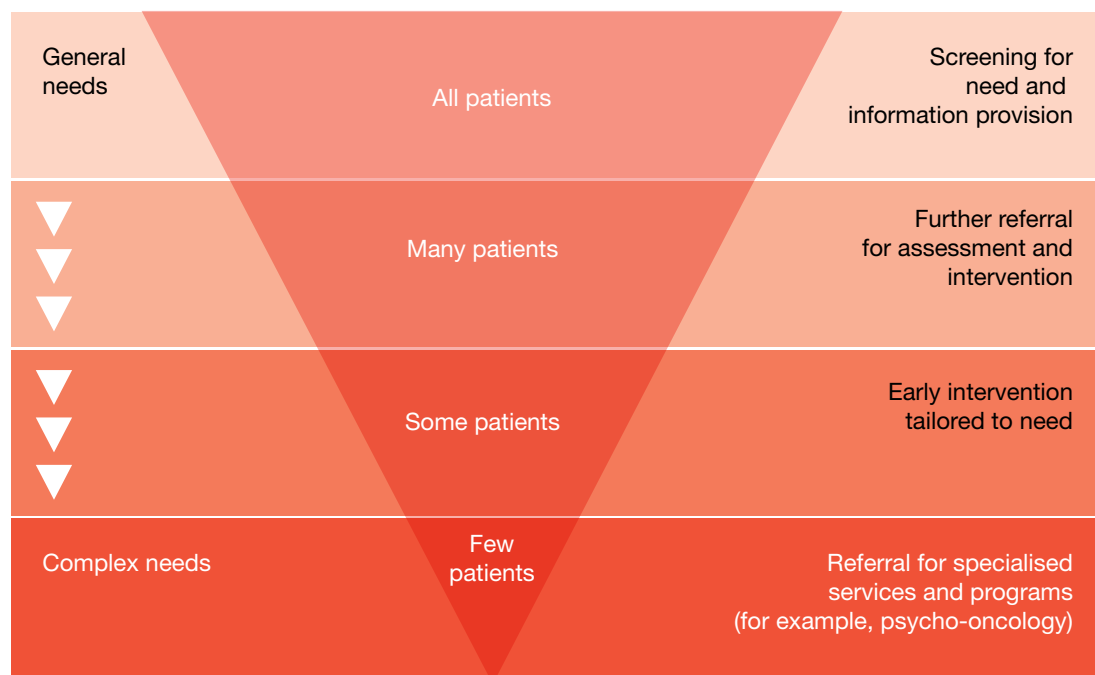 General
needs
All patients
Screening for
need and
information provision
Many patients
Further referral
for assessment and
intervention
Some patients
Early intervention
tailored to need
Complex needs
Few
patients
Referral for specialised
services and programs
(for example, psycho-oncology)